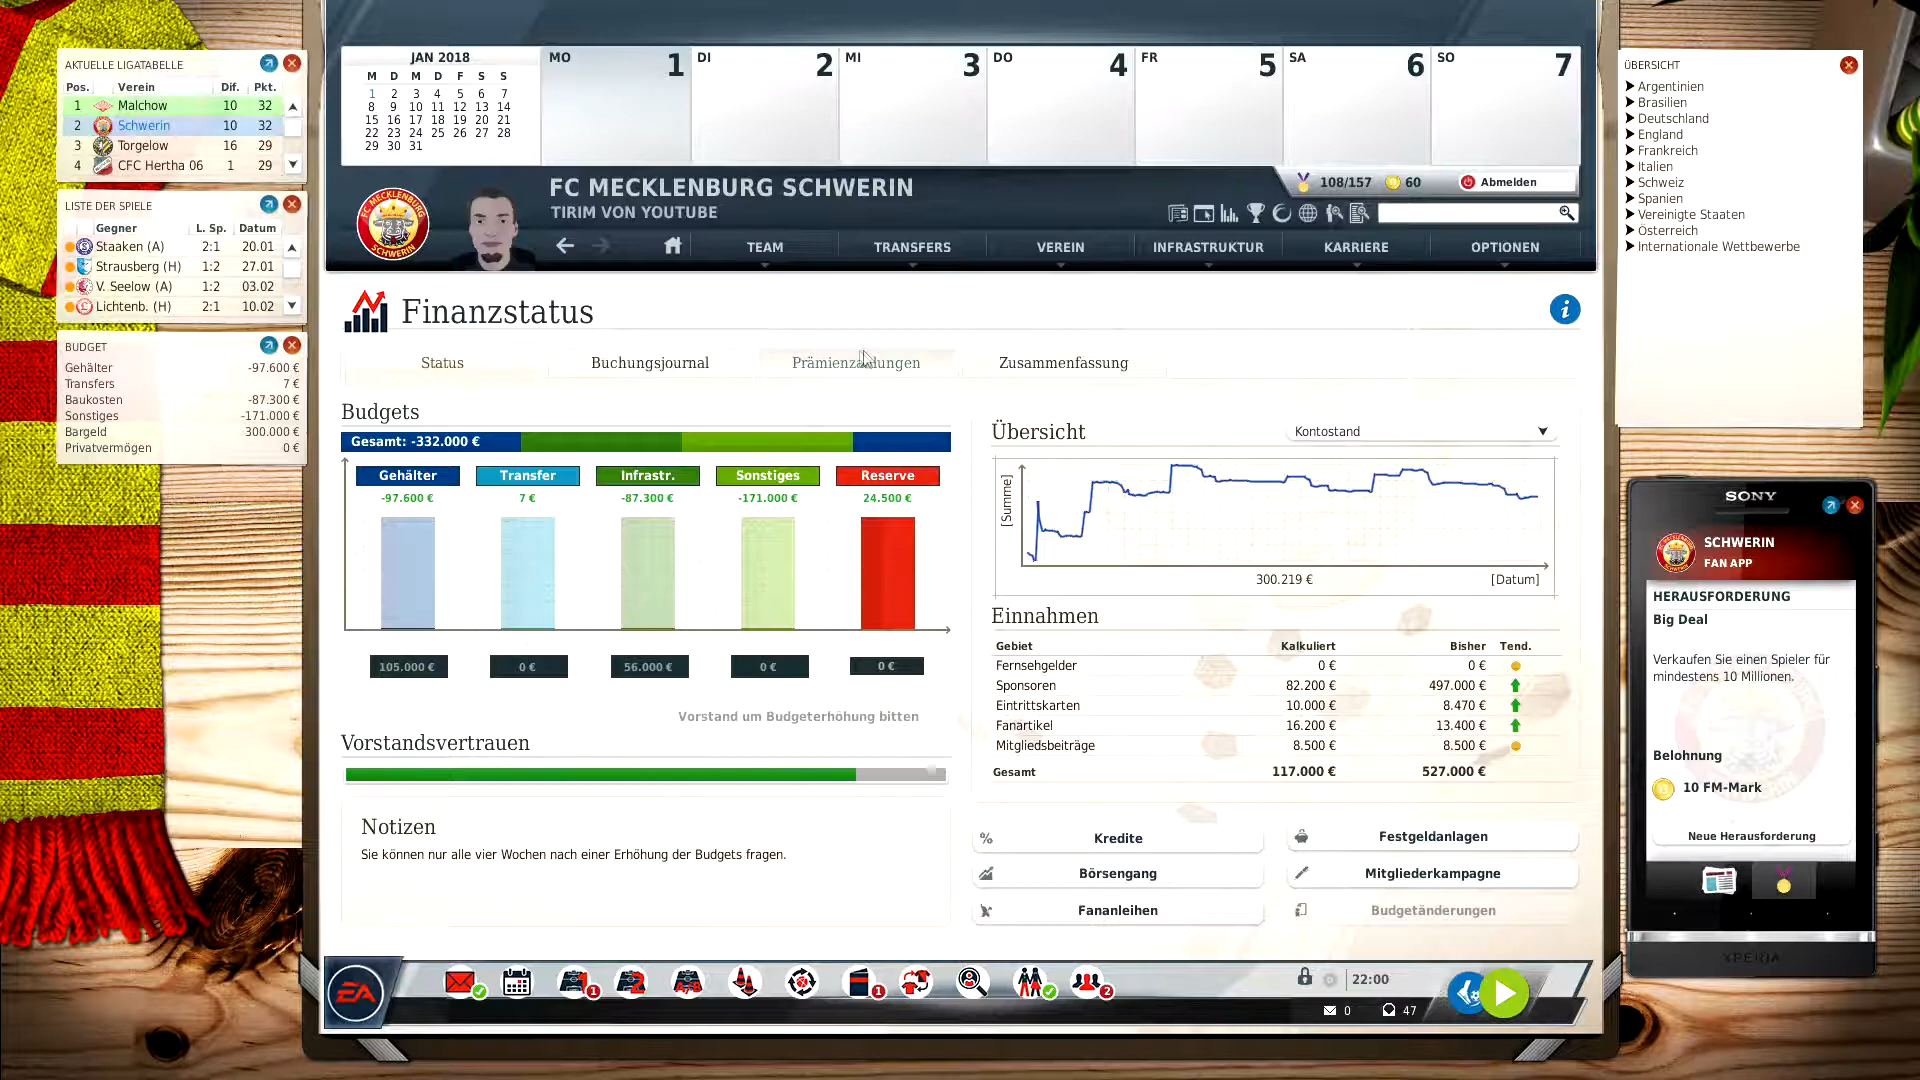 AKTUELLE LIGATABELLE
Pos. Verein Dif. Pkt.
1 Malchow 10 32
2 Schwerin 10 32
3 Torgelow 16 29
4 CFC Hertha 06 1 29
LISTE DER SPIELE
Gegner L. Sp. Datum
Staaken (A) 2:1 20.01
Strausberg (H) 1:2 27.01
V. Seelow (A) 1:2 03.02
Lichtenb. (H) 2:1 10.02
BUDGET
Gehälter -97.600 €
Transfers 7 €
Baukosten -87.300 €
Sonstiges -171.000 €
Bargeld 300.000 €
Privatvermögen 0 €
JAN 2018
M D M D F S S
1 2 3 4 5 6 7
8 9 10 11 12 13 14
15 16 17 18 19 20 21
22 23 24 25 26 27 28
29 30 31
MO 1 DI 2 MI 3 DO 4 FR 5 SA 6 SO 7
FC MECKLENBURG SCHWERIN
TIRIM VON YOUTUBE
108/157 60 Abmelden
TEAM TRANSFERS VEREIN INFRASTRUKTUR KARRIERE OPTIONEN
Finanzstatus
Status Buchungsjournal Prämienzahlungen Zusammenfassung
Budgets
Gesamt: -332.000 €
Gehälter Transfer Infrastr. Sonstiges Reserve
-97.600 € 7 € -87.300 € -171.000 € 24.500 €
105.000 € 0 € 56.000 € 0 € 0 €
Vorstand um Budgeterhöhung bitten
Vorstandsvertrauen
Notizen
Sie können nur alle vier Wochen nach einer Erhöhung der Budgets fragen.
Übersicht
Kontostand
[Summe]
300.219 € [Datum]
Einnahmen
Gebiet Kalkuliert Bisher Tend.
Fernsehgelder 0 € 0 €
Sponsoren 82.200 € 497.000 €
Eintrittskarten 10.000 € 8.470 €
Fanartikel 16.200 € 13.400 €
Mitgliedsbeiträge 8.500 € 8.500 €
Gesamt 117.000 € 527.000 €
Kredite Festgeldanlagen
Börsengang Mitgliederkampagne
Fananleihen Budgetänderungen
ÜBERSICHT
Argentinien
Brasilien
Deutschland
England
Frankreich
Italien
Schweiz
Spanien
Vereinigte Staaten
Österreich
Internationale Wettbewerbe
SONY
SCHWERIN
FAN APP
HERAUSFORDERUNG
Big Deal
Verkaufen Sie einen Spieler für
mindestens 10 Millionen.
Belohnung
10 FM-Mark
Neue Herausforderung
XPERIA
EA
1 2 A/B 1 2
22:00
0 47